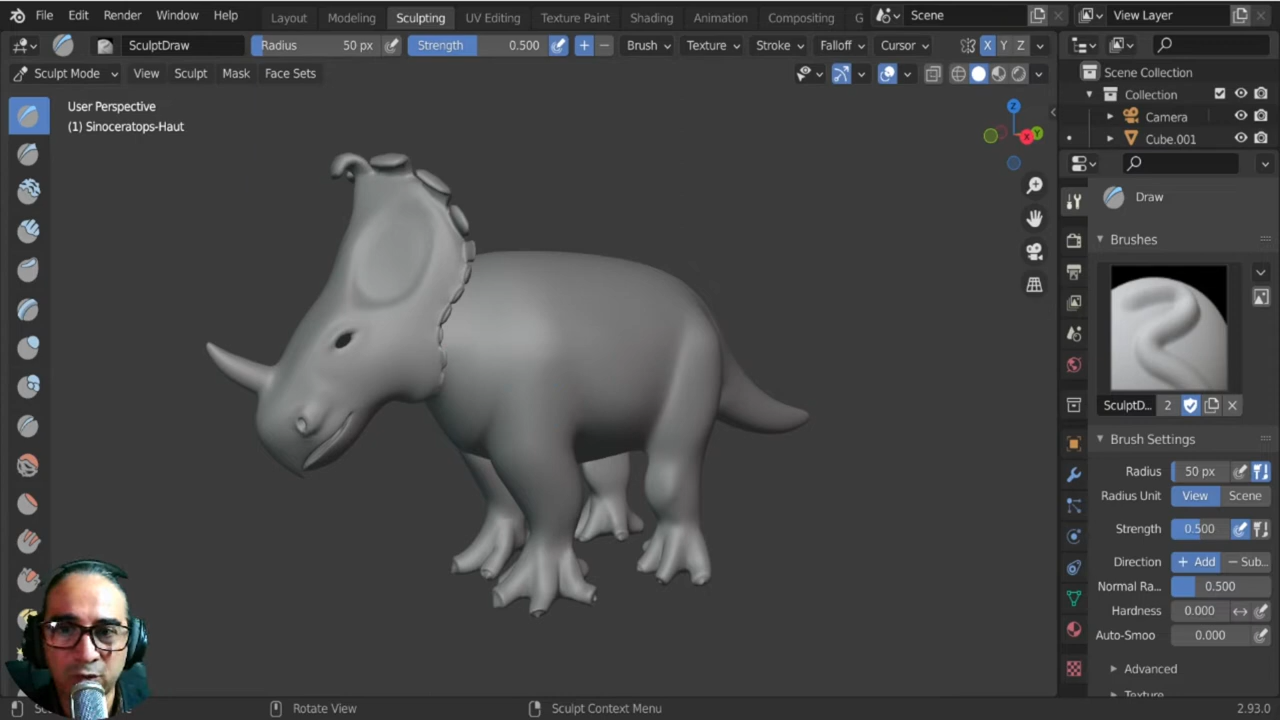 File Edit Render Window Help Layout Modeling Sculpting UV Editing Texture Paint Shading Animation Compositing G Scene View Layer
SculptDraw Radius 50 px Strength 0.500 Brush Texture Stroke Falloff Cursor X Y Z
Sculpt Mode View Sculpt Mask Face Sets
Scene Collection
Collection
Camera
Cube.001
User Perspective
(1) Sinoceratops-Haut
Z
Y
X
Draw
Brushes
SculptD... 2
Brush Settings
Radius 50 px
Radius Unit View Scene
Strength 0.500
Direction + Add − Sub...
Normal Ra... 0.500
Hardness 0.000
Auto-Smoo 0.000
Advanced
Texture
Rotate View Sculpt Context Menu 2.93.0